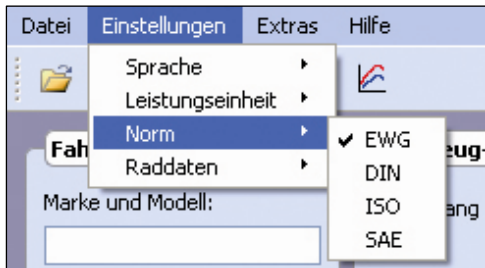 Datei Einstellungen Extras Hilfe
Sprache
Leistungseinheit
Norm
Raddaten
EWG
DIN
ISO
SAE
Marke und Modell: